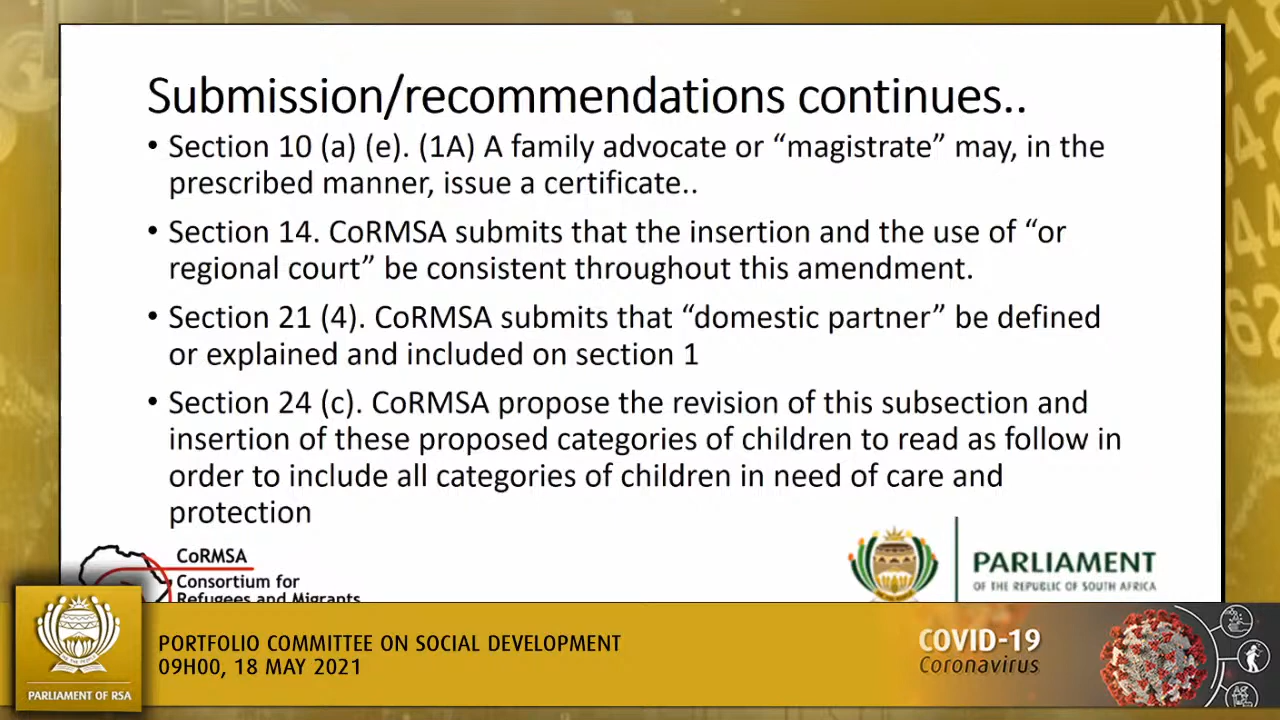 Submission/recommendations continues..
• Section 10 (a) (e). (1A) A family advocate or “magistrate” may, in the
prescribed manner, issue a certificate..
• Section 14. CoRMSA submits that the insertion and the use of “or
regional court” be consistent throughout this amendment.
• Section 21 (4). CoRMSA submits that “domestic partner” be defined
or explained and included on section 1
• Section 24 (c). CoRMSA propose the revision of this subsection and
insertion of these proposed categories of children to read as follow in
order to include all categories of children in need of care and
protection
CoRMSA
Consortium for
Refugees and Migrants
PARLIAMENT
OF THE REPUBLIC OF SOUTH AFRICA
PORTFOLIO COMMITTEE ON SOCIAL DEVELOPMENT
09H00, 18 MAY 2021
PARLIAMENT OF RSA
COVID-19
Coronavirus